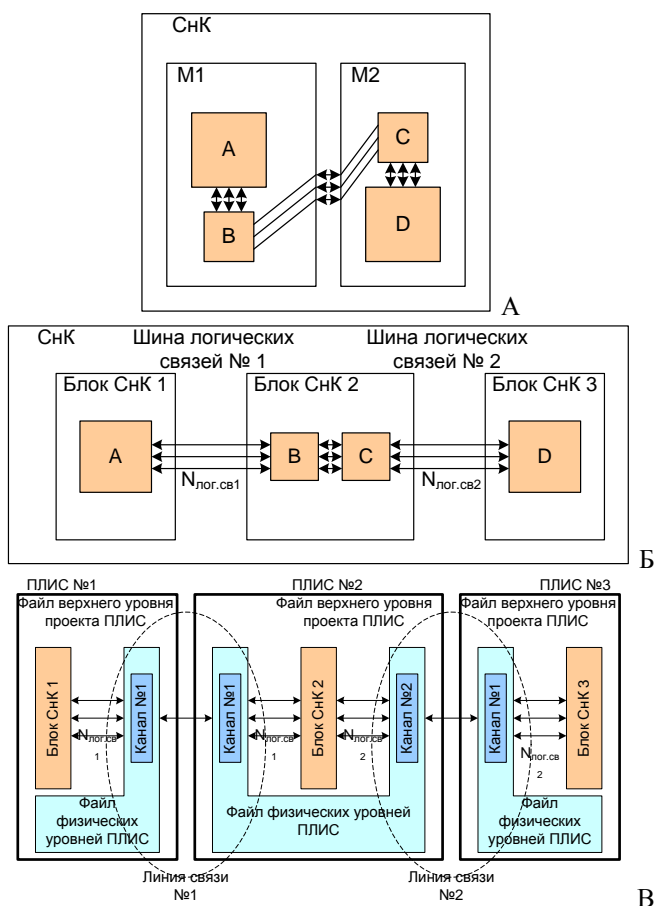 СнК
М1
М2
A
B
C
D
А
СнК
Шина логических связей № 1
Шина логических связей № 2
Блок СнК 1
Блок СнК 2
Блок СнК 3
A
B
C
D
Nлог.св1
Nлог.св2
Б
ПЛИС №1
ПЛИС №2
ПЛИС №3
Файл верхнего уровня проекта ПЛИС
Файл верхнего уровня проекта ПЛИС
Файл верхнего уровня проекта ПЛИС
Блок СнК 1
Канал №1
Канал №1
Блок СнК 2
Канал №2
Канал №1
Блок СнК 3
Nлог.св
1
Nлог.св
1
Nлог.св
2
Nлог.св
2
Файл физических уровней ПЛИС
Файл физических уровней ПЛИС
Файл физических уровней ПЛИС
Линия связи №1
Линия связи №2
В